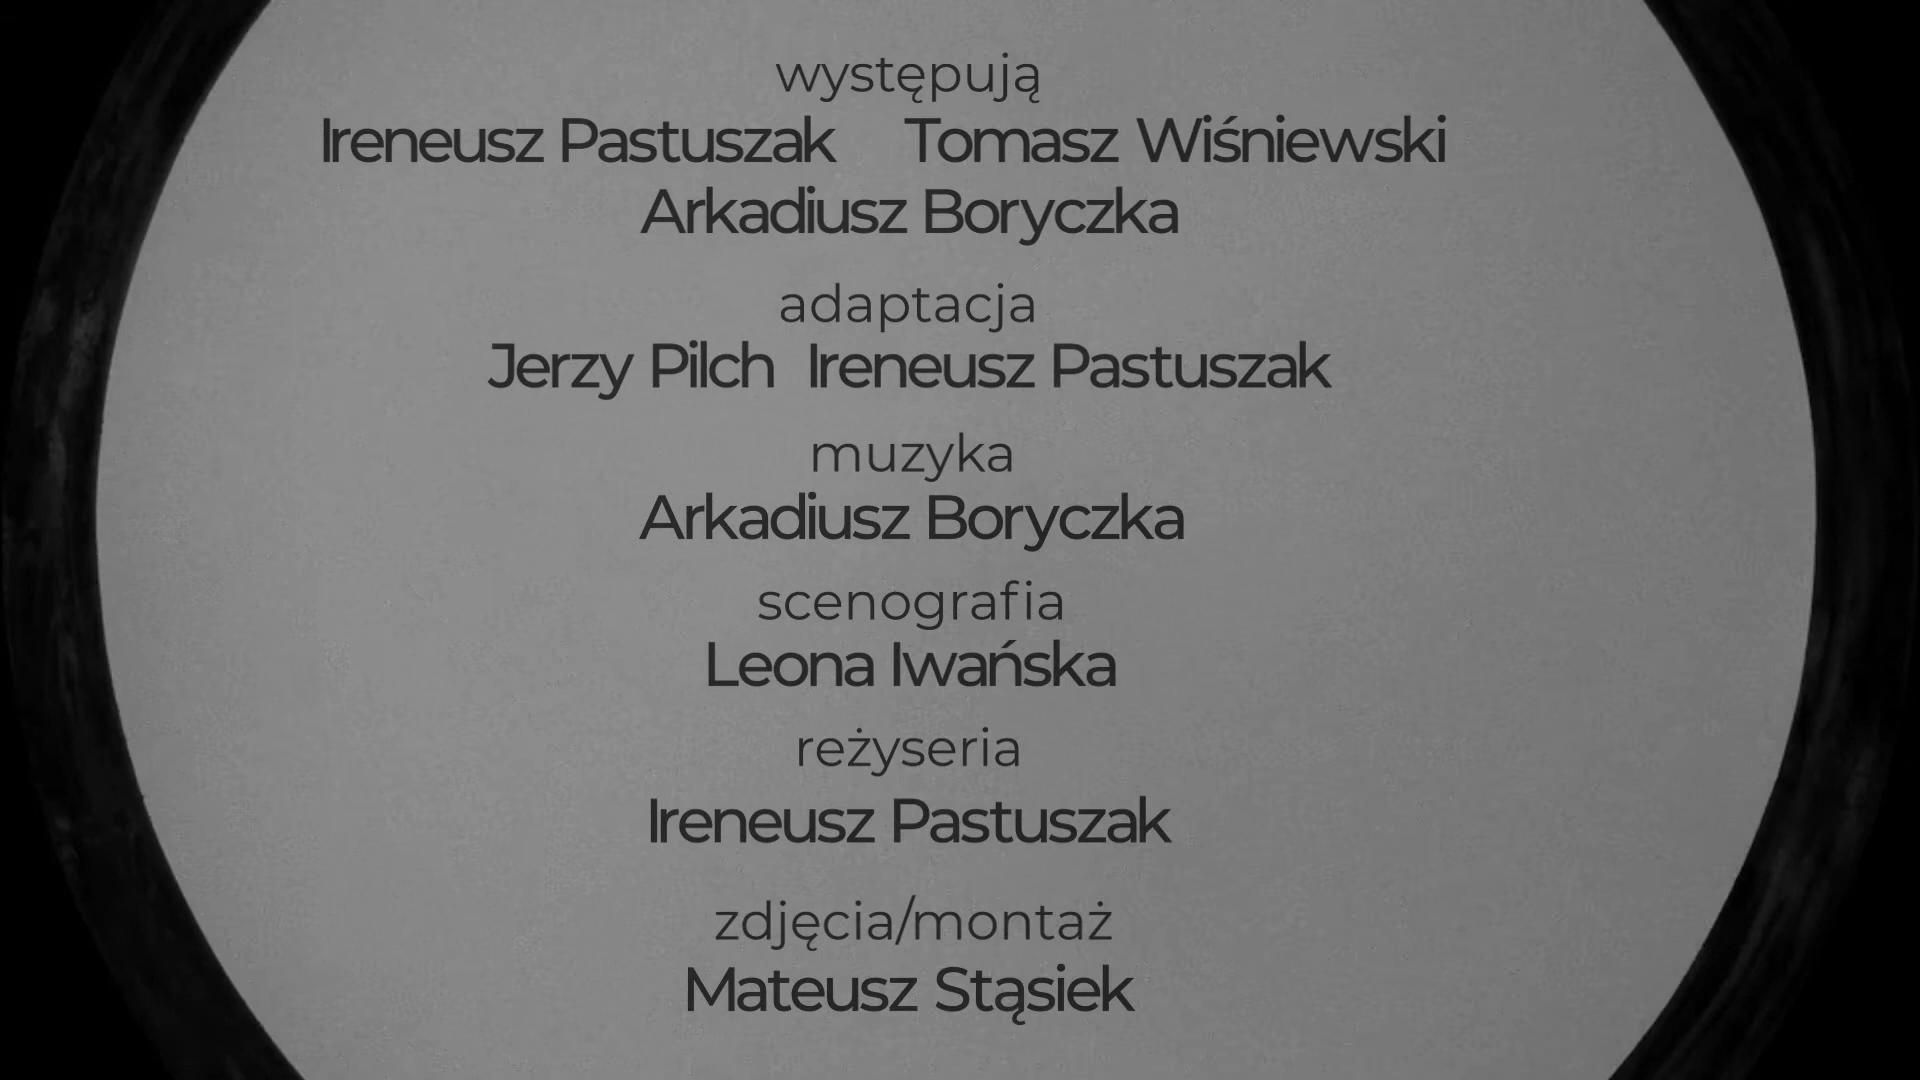 występują
Ireneusz Pastuszak Tomasz Wiśniewski
Arkadiusz Boryczka
adaptacja
Jerzy Pilch Ireneusz Pastuszak
muzyka
Arkadiusz Boryczka
scenografia
Leona Iwańska
reżyseria
Ireneusz Pastuszak
zdjęcia/montaż
Mateusz Stąsiek